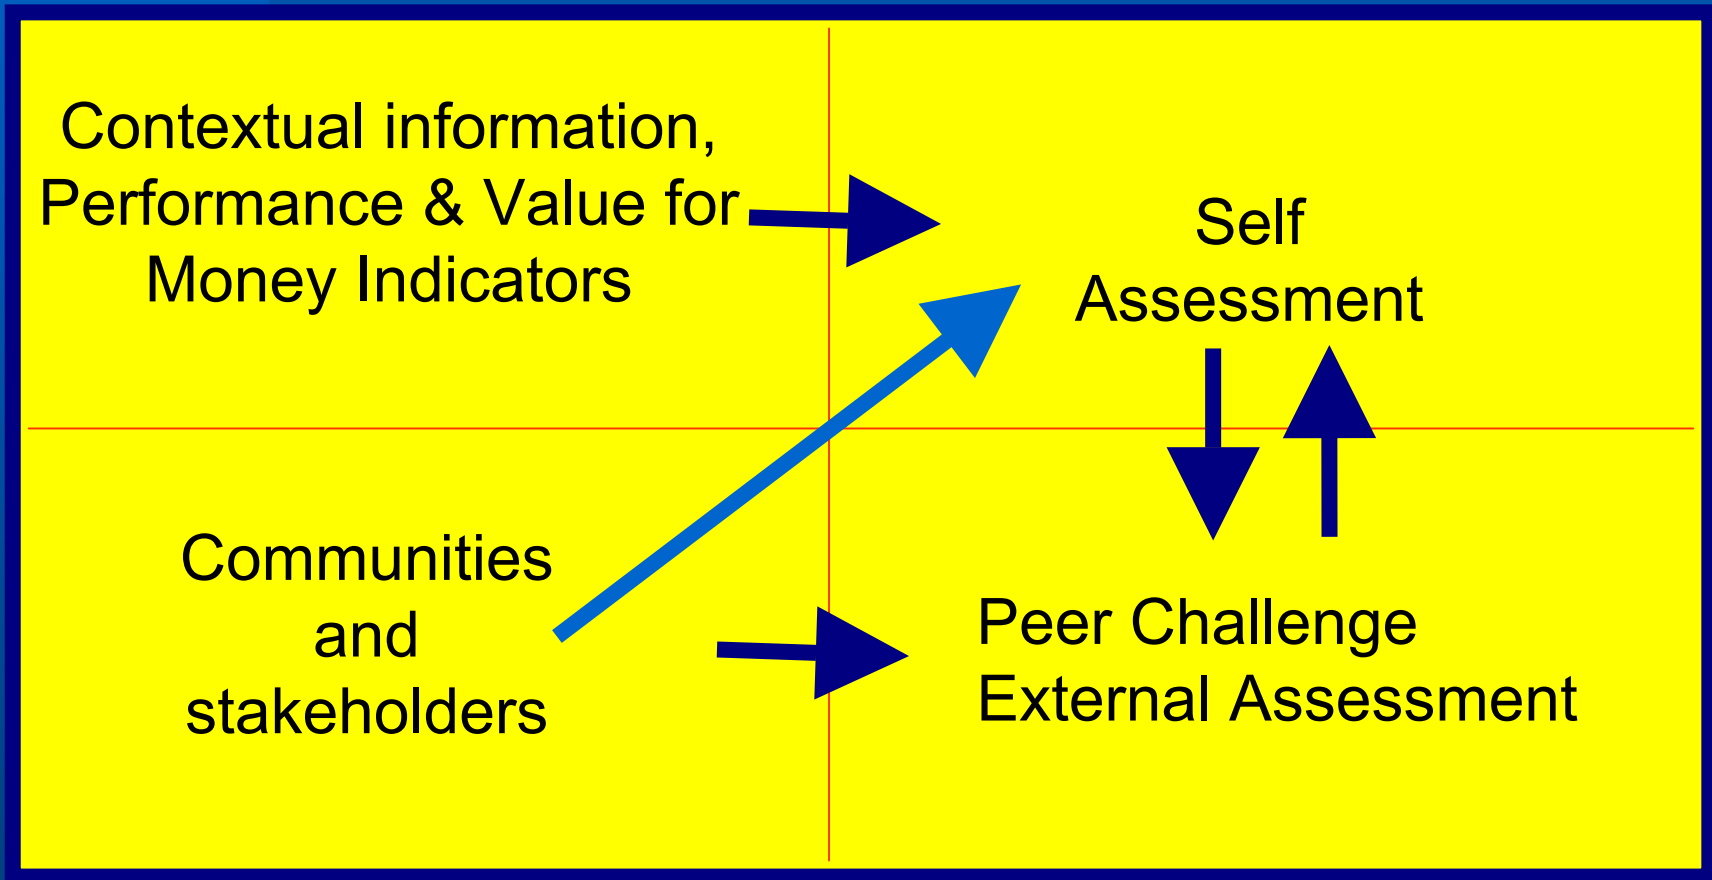 Contextual information,
Performance & Value for
Money Indicators
Self
Assessment
Communities
and
stakeholders
Peer Challenge
External Assessment